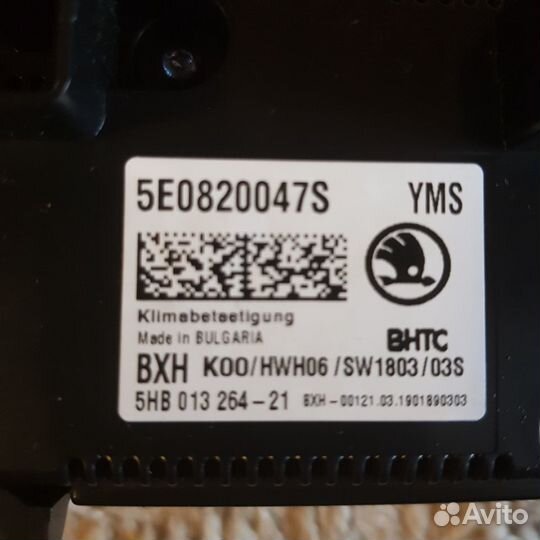 5E0820047S YMS
Klimabetaetigung
Made in BULGARIA
BHTC
BXH K00/HWH06/SW1803/03S
5HB 013 264-21 BXH-00121.03.1901890303
Avito